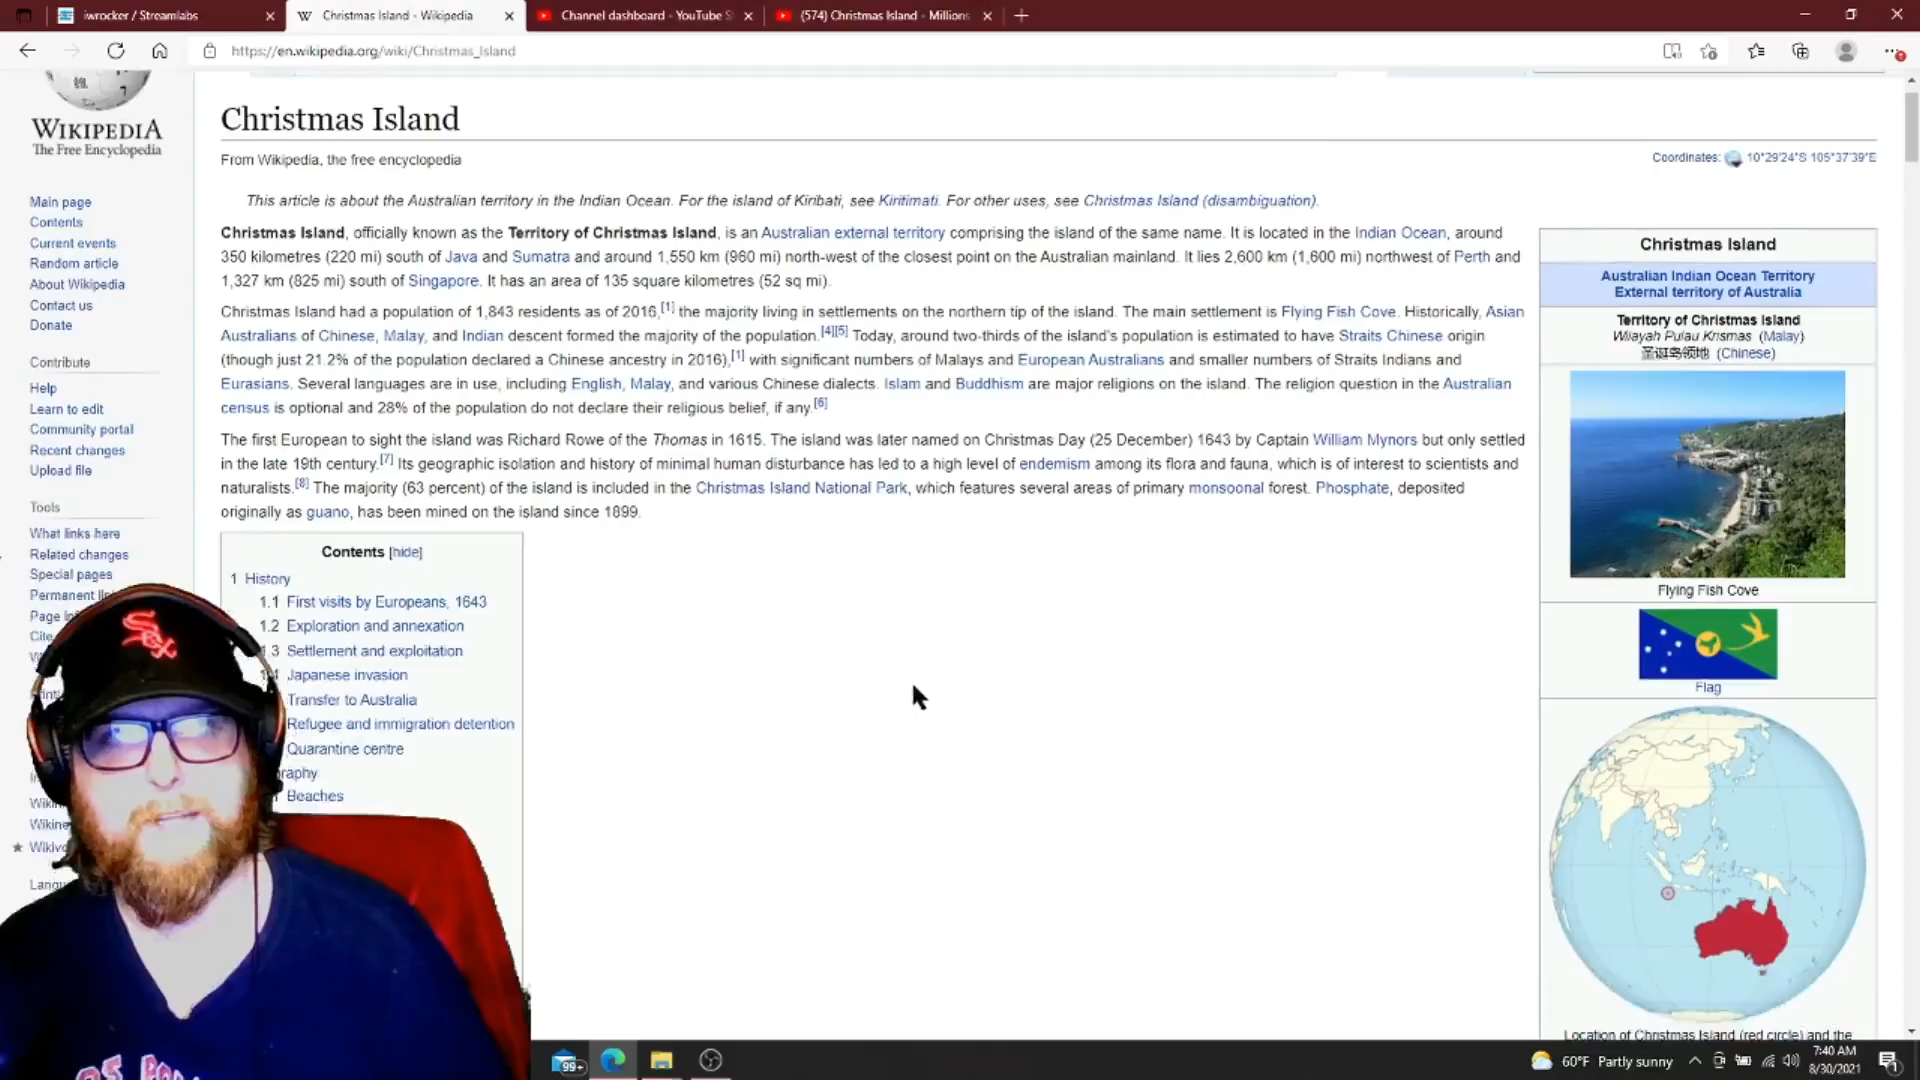 iwrocker / Streamlabs
Christmas Island - Wikipedia
Channel dashboard - YouTube S
(574) Christmas Island - Millions
https://en.wikipedia.org/wiki/Christmas_Island
WIKIPEDIA
The Free Encyclopedia
Main page
Contents
Current events
Random article
About Wikipedia
Contact us
Donate
Contribute
Help
Learn to edit
Community portal
Recent changes
Upload file
Tools
What links here
Related changes
Special pages
Permanent
Page
Cite
Christmas Island
From Wikipedia, the free encyclopedia
Coordinates: 10°29′24″S 105°37′39″E
This article is about the Australian territory in the Indian Ocean. For the island of Kiribati, see Kiritimati. For other uses, see Christmas Island (disambiguation).
Christmas Island, officially known as the Territory of Christmas Island, is an Australian external territory comprising the island of the same name. It is located in the Indian Ocean, around
350 kilometres (220 mi) south of Java and Sumatra and around 1,550 km (960 mi) north-west of the closest point on the Australian mainland. It lies 2,600 km (1,600 mi) northwest of Perth and
1,327 km (825 mi) south of Singapore. It has an area of 135 square kilometres (52 sq mi).
Christmas Island had a population of 1,843 residents as of 2016,[1] the majority living in settlements on the northern tip of the island. The main settlement is Flying Fish Cove. Historically, Asian
Australians of Chinese, Malay, and Indian descent formed the majority of the population.[4][5] Today, around two-thirds of the island's population is estimated to have Straits Chinese origin
(though just 21.2% of the population declared a Chinese ancestry in 2016),[1] with significant numbers of Malays and European Australians and smaller numbers of Straits Indians and
Eurasians. Several languages are in use, including English, Malay, and various Chinese dialects. Islam and Buddhism are major religions on the island. The religion question in the Australian
census is optional and 28% of the population do not declare their religious belief, if any.[6]
The first European to sight the island was Richard Rowe of the Thomas in 1615. The island was later named on Christmas Day (25 December) 1643 by Captain William Mynors but only settled
in the late 19th century.[7] Its geographic isolation and history of minimal human disturbance has led to a high level of endemism among its flora and fauna, which is of interest to scientists and
naturalists.[8] The majority (63 percent) of the island is included in the Christmas Island National Park, which features several areas of primary monsoonal forest. Phosphate, deposited
originally as guano, has been mined on the island since 1899.
Contents [hide]
1 History
1.1 First visits by Europeans, 1643
1.2 Exploration and annexation
.3 Settlement and exploitation
Japanese invasion
Transfer to Australia
Refugee and immigration detention
Quarantine centre
raphy
Beaches
Christmas Island
Australian Indian Ocean Territory
External territory of Australia
Territory of Christmas Island
Wilayah Pulau Krismas (Malay)
圣诞岛领地 (Chinese)
Flying Fish Cove
Flag
Location of Christmas Island (red circle) and the
Sox
99+
60°F Partly sunny
7:40 AM
8/30/2021
1